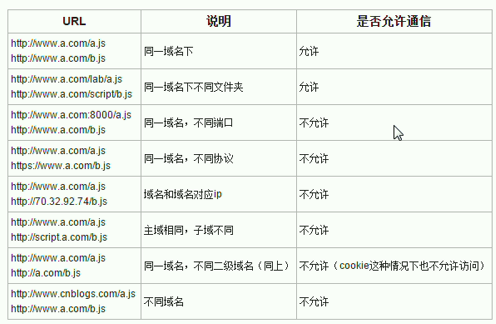 URL 说明 是否允许通信
http://www.a.com/a.js
http://www.a.com/b.js
同一域名下 允许
http://www.a.com/lab/a.js
http://www.a.com/script/b.js
同一域名下不同文件夹 允许
http://www.a.com:8000/a.js
http://www.a.com/b.js
同一域名，不同端口 不允许
http://www.a.com/a.js
https://www.a.com/b.js
同一域名，不同协议 不允许
http://www.a.com/a.js
http://70.32.92.74/b.js
域名和域名对应ip 不允许
http://www.a.com/a.js
http://script.a.com/b.js
主域相同，子域不同 不允许
http://www.a.com/a.js
http://a.com/b.js
同一域名，不同二级域名（同上） 不允许（cookie这种情况下也不允许访问）
http://www.cnblogs.com/a.js
http://www.a.com/b.js
不同域名 不允许